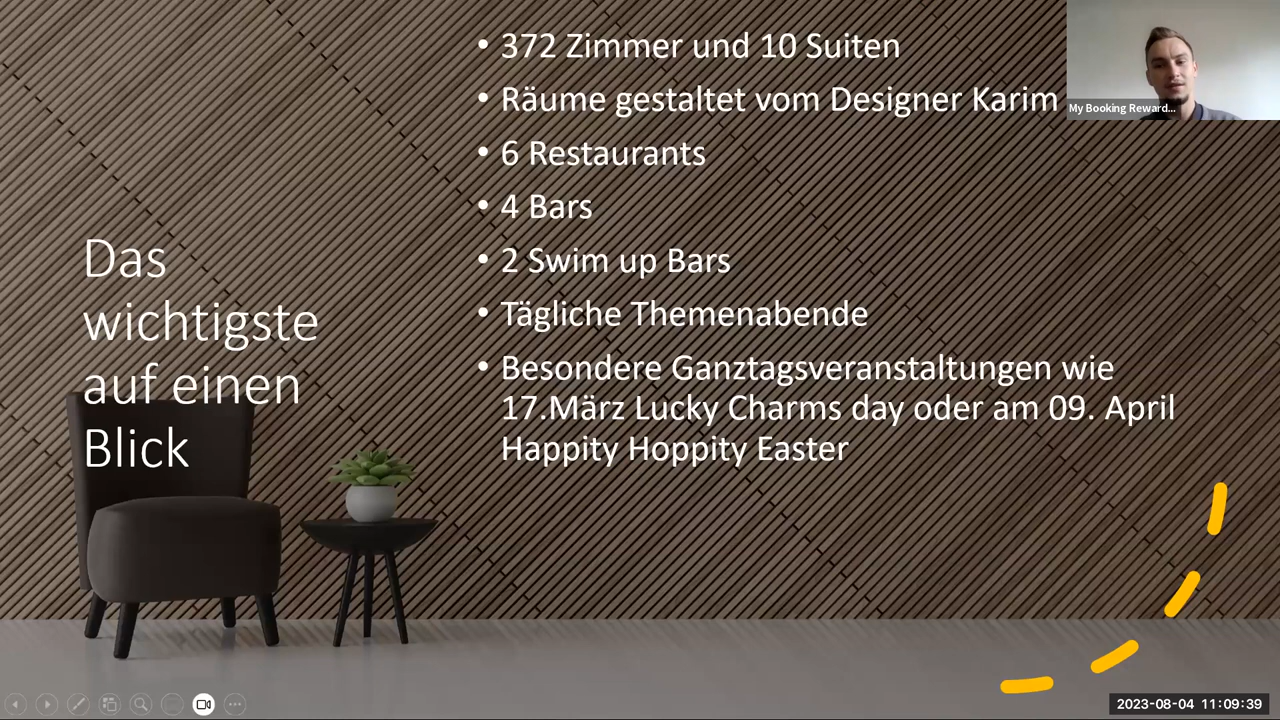 Das
wichtigste
auf einen
Blick
• 372 Zimmer und 10 Suiten
• Räume gestaltet vom Designer Karim
• 6 Restaurants
• 4 Bars
• 2 Swim up Bars
• Tägliche Themenabende
• Besondere Ganztagsveranstaltungen wie
17.März Lucky Charms day oder am 09. April
Happity Hoppity Easter
My Booking Reward...
2023-08-04 11:09:39